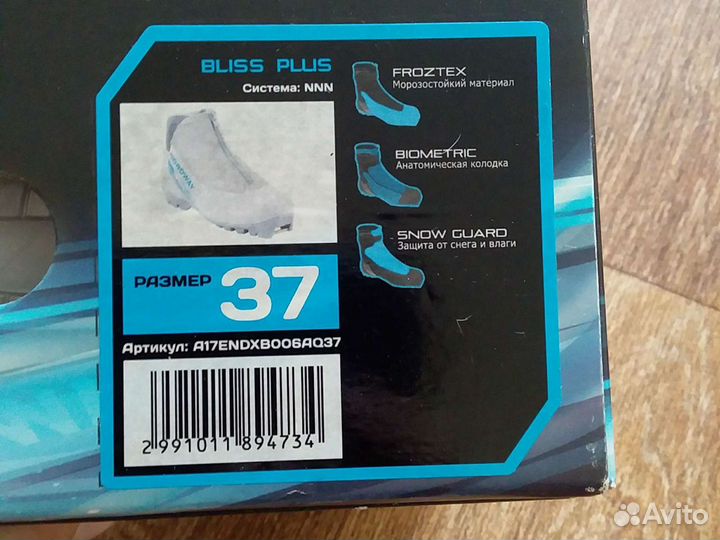 BLISS PLUS
Система: NNN
NORDWAY
РАЗМЕР 37
Артикул: A17ENDXB006AQ37
2 991011 894734
FROZTEX
Морозостойкий материал
BIOMETRIC
Анатомическая колодка
SNOW GUARD
Защита от снега и влаги
Avito